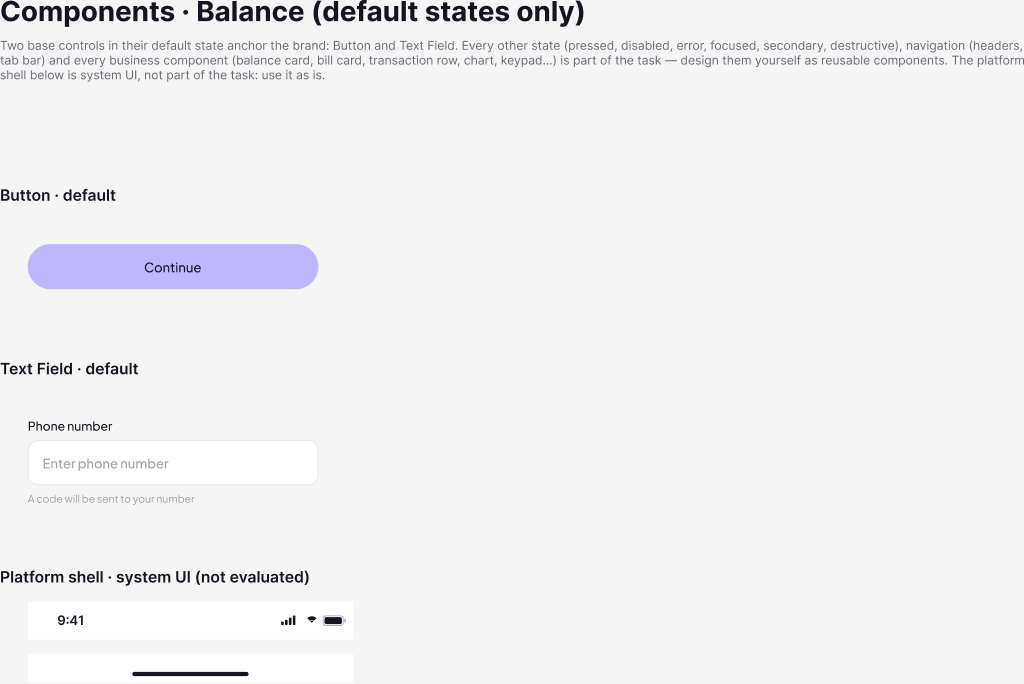 Components · Balance (default states only)
Two base controls in their default state anchor the brand: Button and Text Field. Every other state (pressed, disabled, error, focused, secondary, destructive), navigation (headers,
tab bar) and every business component (balance card, bill card, transaction row, chart, keypad…) is part of the task — design them yourself as reusable components. The platform
shell below is system UI, not part of the task: use it as is.
Button · default
Continue
Text Field · default
Phone number
Enter phone number
A code will be sent to your number
Platform shell · system UI (not evaluated)
9:41